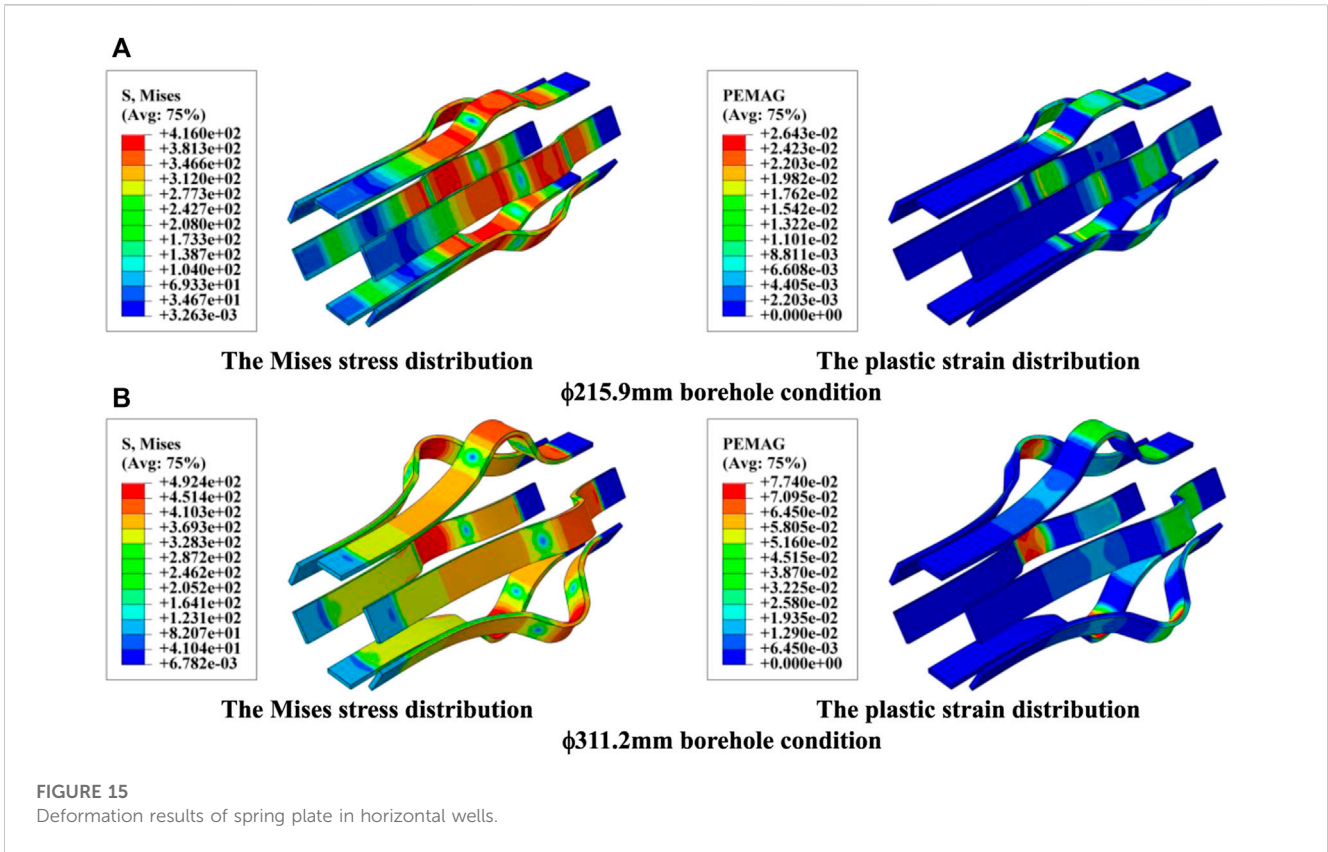 A
S, Mises
(Avg: 75%)
+4.160e+02
+3.813e+02
+3.466e+02
+3.120e+02
+2.773e+02
+2.427e+02
+2.080e+02
+1.733e+02
+1.387e+02
+1.040e+02
+6.933e+01
+3.467e+01
+3.263e-03
PEMAG
(Avg: 75%)
+2.643e-02
+2.423e-02
+2.203e-02
+1.982e-02
+1.762e-02
+1.542e-02
+1.322e-02
+1.101e-02
+8.811e-03
+6.608e-03
+4.405e-03
+2.203e-03
+0.000e+00
The Mises stress distribution
The plastic strain distribution
ϕ215.9mm borehole condition
B
S, Mises
(Avg: 75%)
+4.924e+02
+4.514e+02
+4.103e+02
+3.693e+02
+3.283e+02
+2.872e+02
+2.462e+02
+2.052e+02
+1.641e+02
+1.231e+02
+8.207e+01
+4.104e+01
+6.782e-03
PEMAG
(Avg: 75%)
+7.740e-02
+7.095e-02
+6.450e-02
+5.805e-02
+5.160e-02
+4.515e-02
+3.870e-02
+3.225e-02
+2.580e-02
+1.935e-02
+1.290e-02
+6.450e-03
+0.000e+00
The Mises stress distribution
The plastic strain distribution
ϕ311.2mm borehole condition
FIGURE 15
Deformation results of spring plate in horizontal wells.